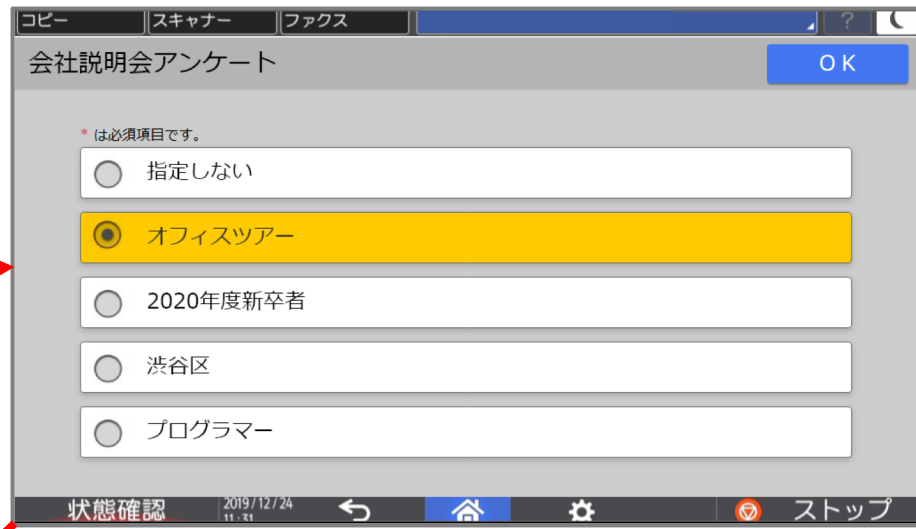 コピー スキャナー ファクス ?
会社説明会アンケート OK
* は必須項目です。
指定しない
オフィスツアー
2020年度新卒者
渋谷区
プログラマー
状態確認 2019/12/24 ストップ
11:31